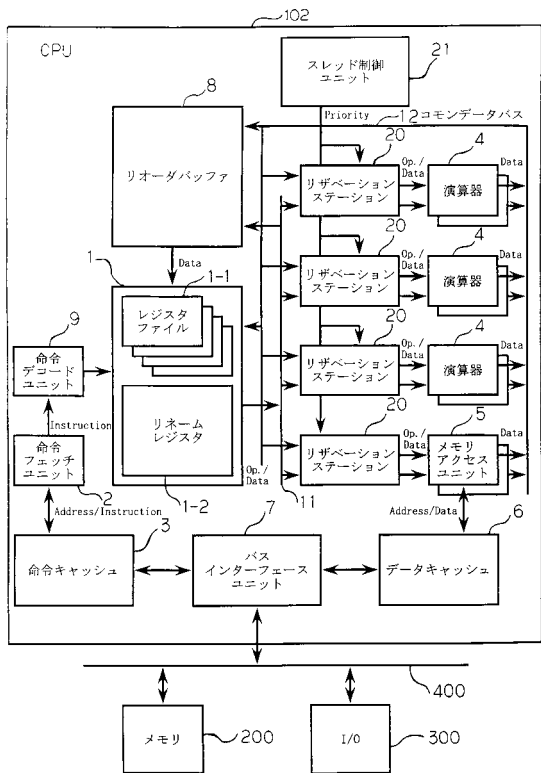 102
CPU
スレッド制御
ユニット
21
8
Priority
12コモンデータバス
リオーダバッファ
20
リザベーション
ステーション
Op./
Data
4
演算器
Data
20
リザベーション
ステーション
Op./
Data
4
演算器
Data
Data
1
1-1
レジスタ
ファイル
9
命令
デコードユニット
20
リザベーション
ステーション
Op./
Data
4
演算器
Data
Instruction
リネーム
レジスタ
20
リザベーション
ステーション
Op./
Data
5
メモリ
アクセス
ユニット
Data
命令
フェッチ
ユニット
2
1-2
Op./
Data
11
Address/Instruction
3
7
Address/Data
6
命令キャッシュ
バス
インターフェース
ユニット
データキャッシュ
400
メモリ
200
I/O
300